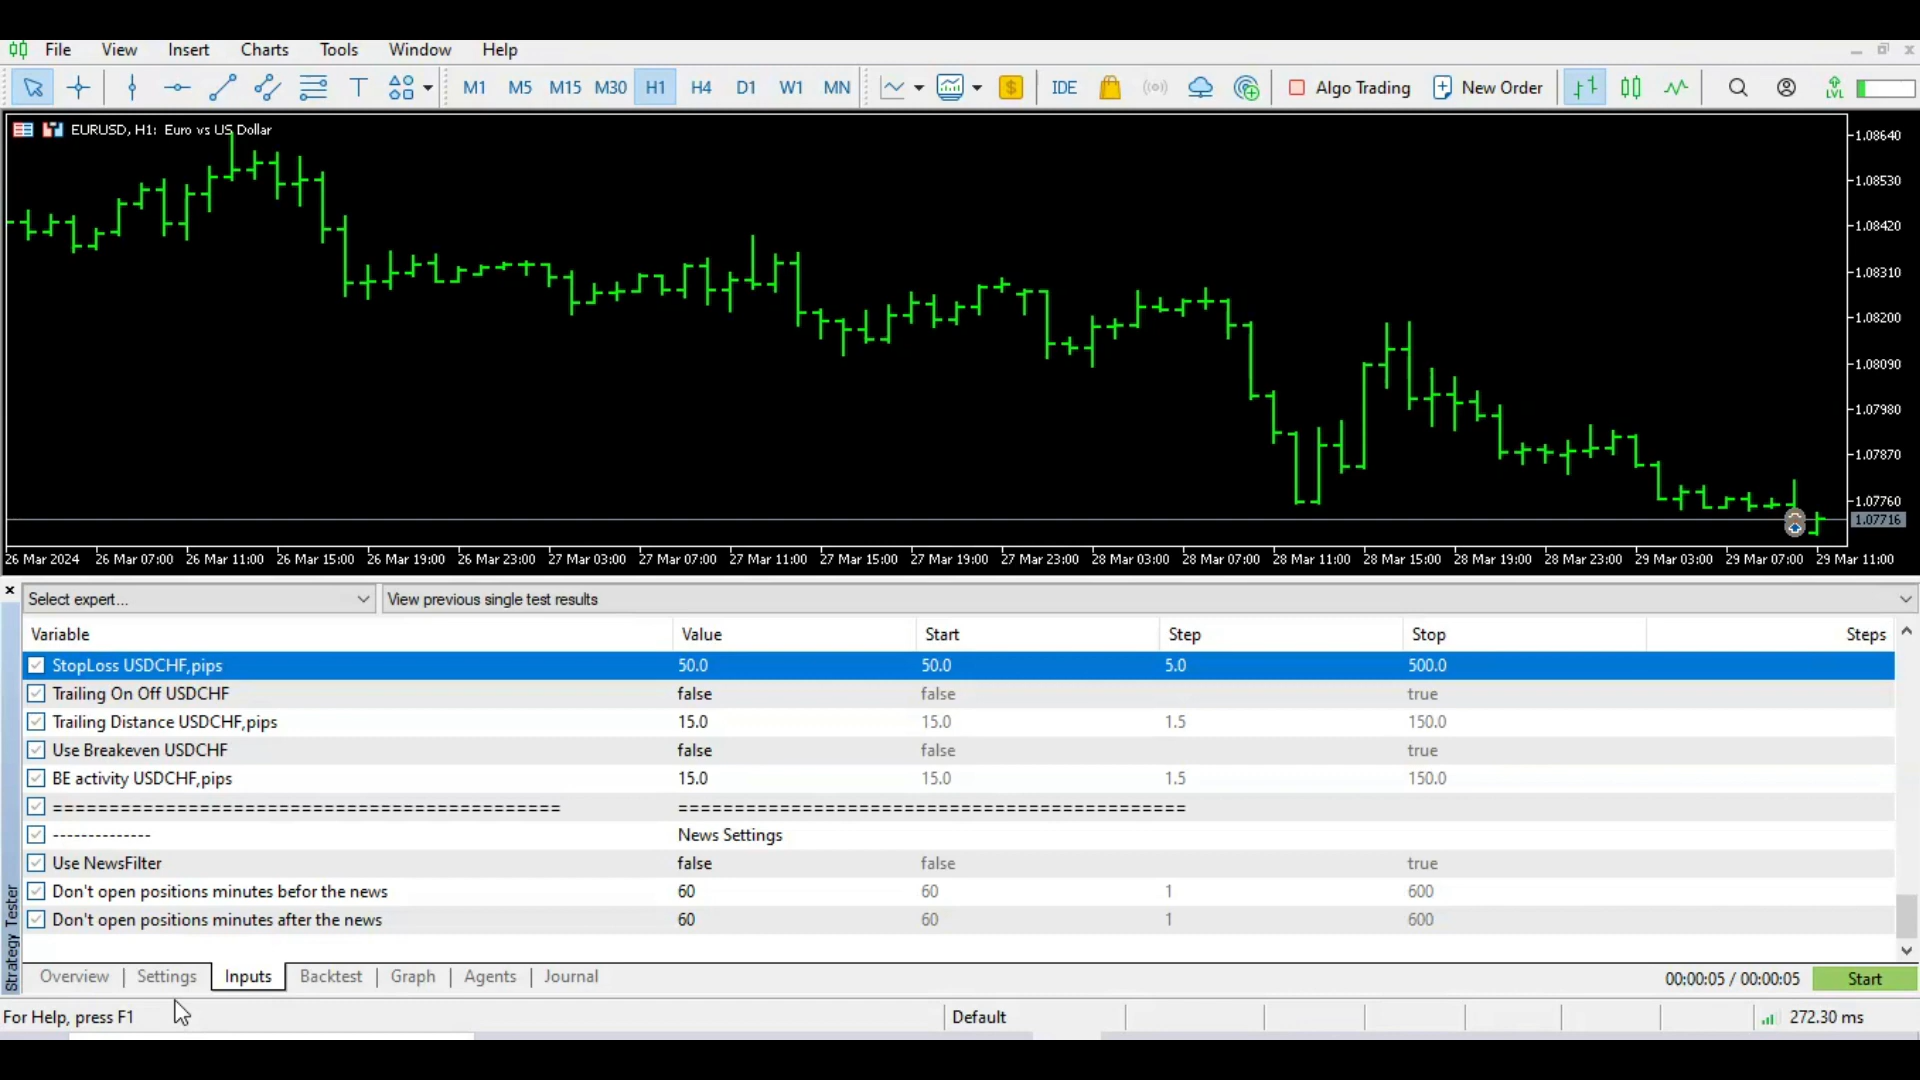 File View Insert Charts Tools Window Help
T M1 M5 M15 M30 H1 H4 D1 W1 MN $ IDE Algo Trading New Order LVL
EURUSD, H1: Euro vs US Dollar
1.08640
1.08530
1.08420
1.08310
1.08200
1.08090
1.07980
1.07870
1.07760
1.07716
26 Mar 2024 26 Mar 07:00 26 Mar 11:00 26 Mar 15:00 26 Mar 19:00 26 Mar 23:00 27 Mar 03:00 27 Mar 07:00 27 Mar 11:00 27 Mar 15:00 27 Mar 19:00 27 Mar 23:00 28 Mar 03:00 28 Mar 07:00 28 Mar 11:00 28 Mar 15:00 28 Mar 19:00 28 Mar 23:00 29 Mar 03:00 29 Mar 07:00 29 Mar 11:00
Select expert... View previous single test results
Variable Value Start Step Stop Steps
StopLoss USDCHF,pips 50.0 50.0 5.0 500.0
Trailing On Off USDCHF false false true
Trailing Distance USDCHF,pips 15.0 15.0 1.5 150.0
Use Breakeven USDCHF false false true
BE activity USDCHF,pips 15.0 15.0 1.5 150.0
============================================= =============================================
-------------- News Settings
Use NewsFilter false false true
Don't open positions minutes befor the news 60 60 1 600
Don't open positions minutes after the news 60 60 1 600
Strategy Tester
Overview Settings Inputs Backtest Graph Agents Journal 00:00:05 / 00:00:05 Start
For Help, press F1 Default 272.30 ms